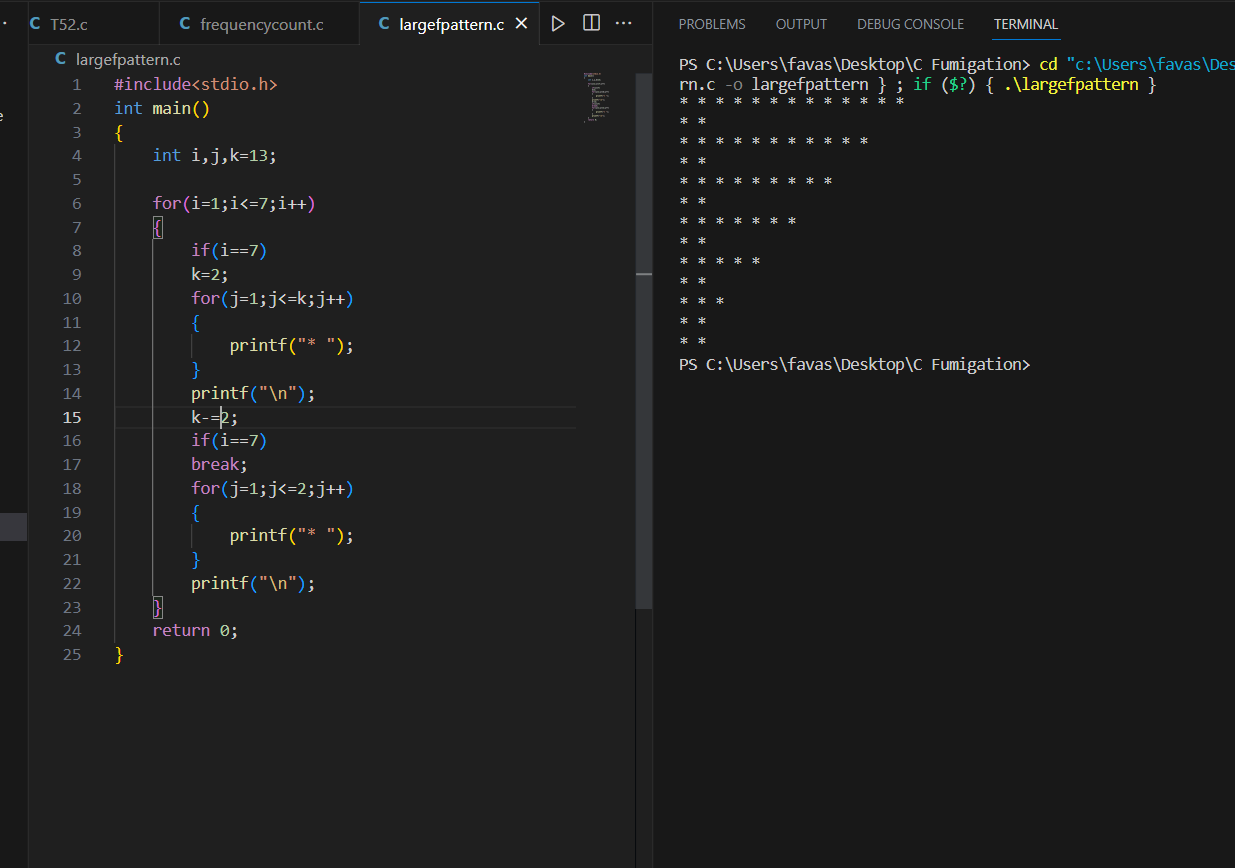 C T52.c
C frequencycount.c
C largefpattern.c ✕
...
C largefpattern.c
1 #include<stdio.h>
2 int main()
3 {
4 int i,j,k=13;
5
6 for(i=1;i<=7;i++)
7 {
8 if(i==7)
9 k=2;
10 for(j=1;j<=k;j++)
11 {
12 printf("* ");
13 }
14 printf("\n");
15 k-=2;
16 if(i==7)
17 break;
18 for(j=1;j<=2;j++)
19 {
20 printf("* ");
21 }
22 printf("\n");
23 }
24 return 0;
25 }
PROBLEMS OUTPUT DEBUG CONSOLE TERMINAL
PS C:\Users\favas\Desktop\C Fumigation> cd "c:\Users\favas\Des
rn.c -o largefpattern } ; if ($?) { .\largefpattern }
* * * * * * * * * * * * *
* *
* * * * * * * * * * *
* *
* * * * * * * * *
* *
* * * * * * *
* *
* * * * *
* *
* * *
* *
* *
PS C:\Users\favas\Desktop\C Fumigation>